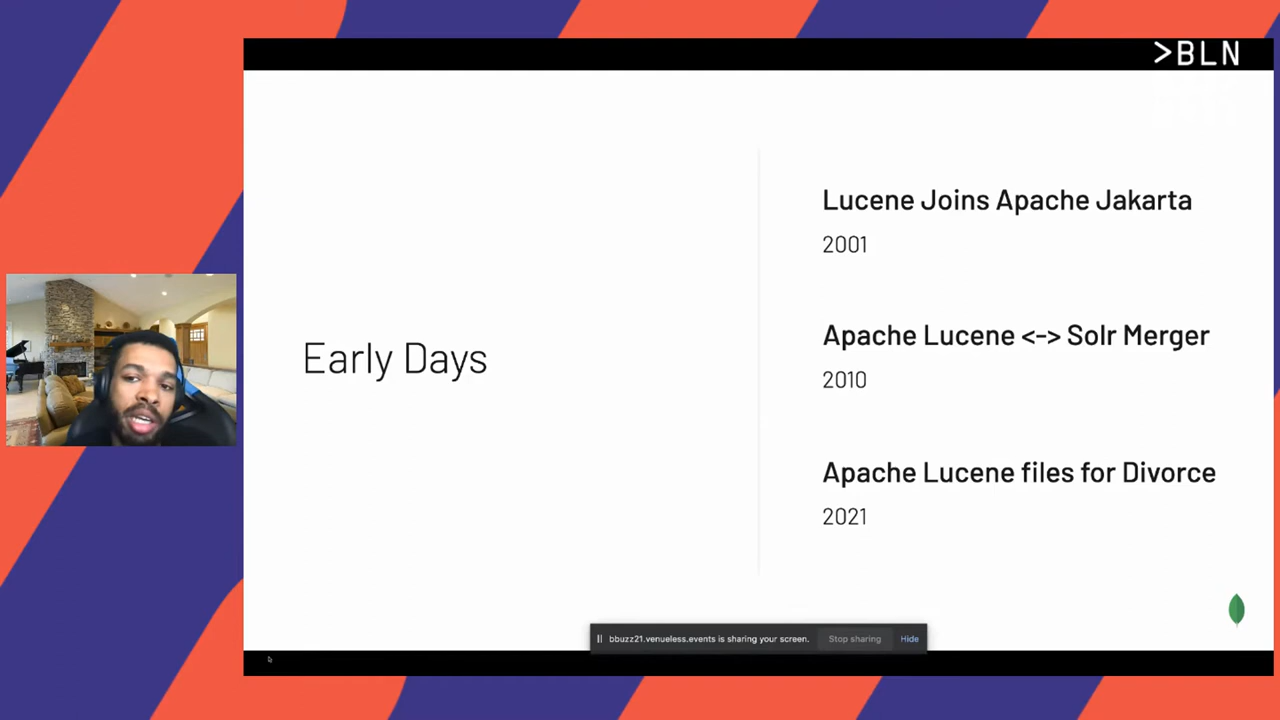 >BLN
Early Days
Lucene Joins Apache Jakarta
2001
Apache Lucene <-> Solr Merger
2010
Apache Lucene files for Divorce
2021
bbuzz21.venueless.events is sharing your screen.
Stop sharing
Hide